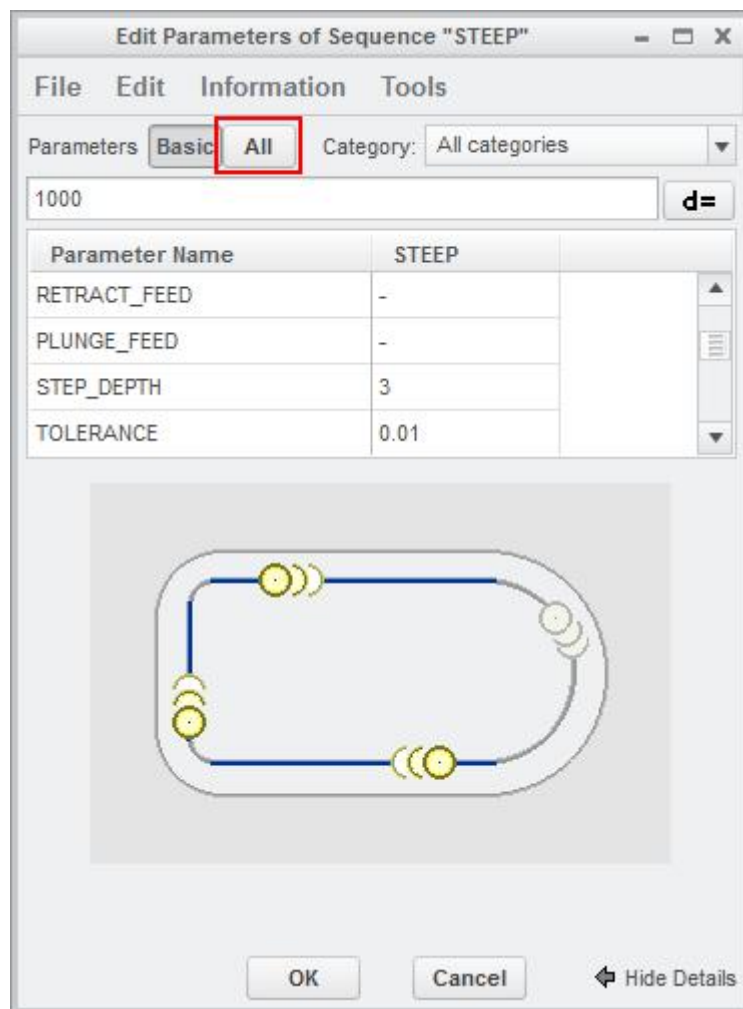 Edit Parameters of Sequence "STEEP"
File Edit Information Tools
Parameters Basic All Category: All categories
1000 d=
Parameter Name STEEP
RETRACT_FEED -
PLUNGE_FEED -
STEP_DEPTH 3
TOLERANCE 0.01
OK Cancel Hide Details